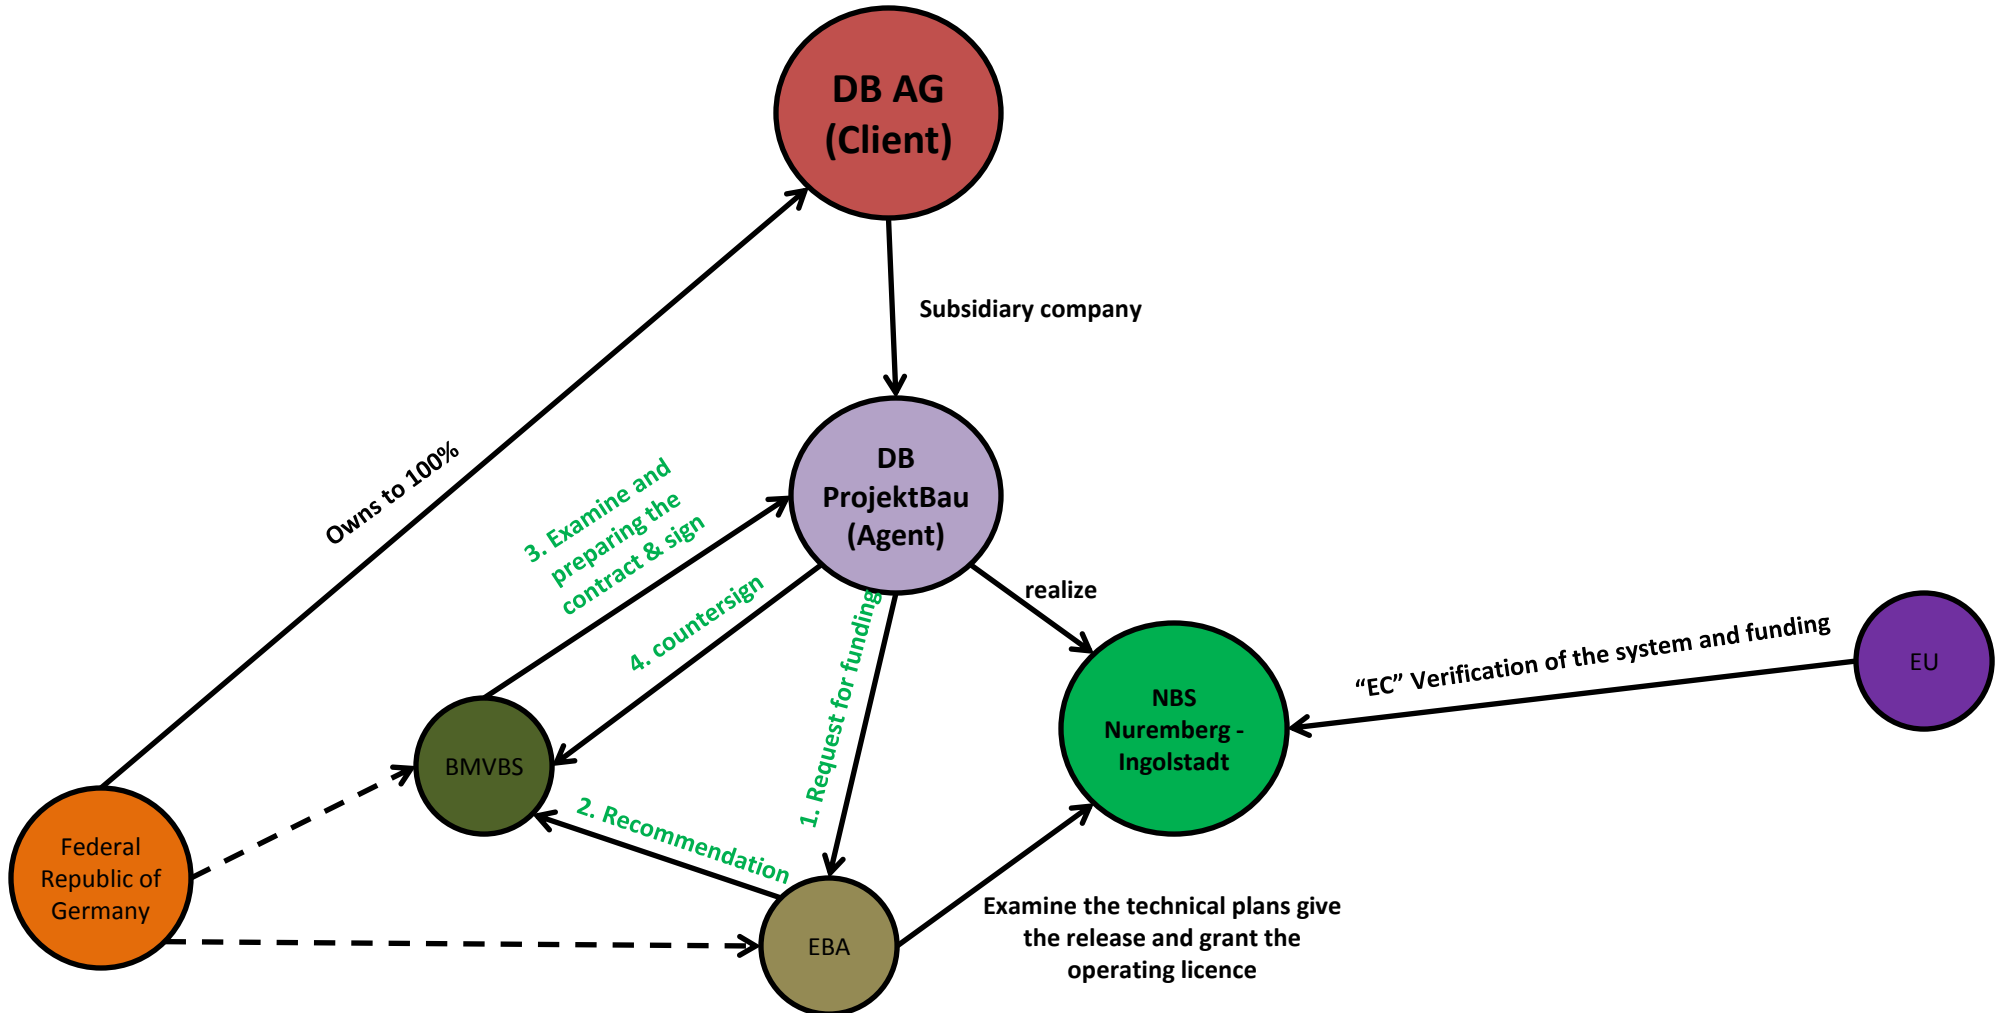 DB AG
(Client)
Subsidiary company
Owns to 100%
DB
ProjektBau
(Agent)
3. Examine and
preparing the
contract & sign
4. countersign
1. Request for funding
realize
"EC" Verification of the system and funding
EU
NBS
Nuremberg -
Ingolstadt
BMVBS
2. Recommendation
Federal
Republic of
Germany
EBA
Examine the technical plans give
the release and grant the
operating licence